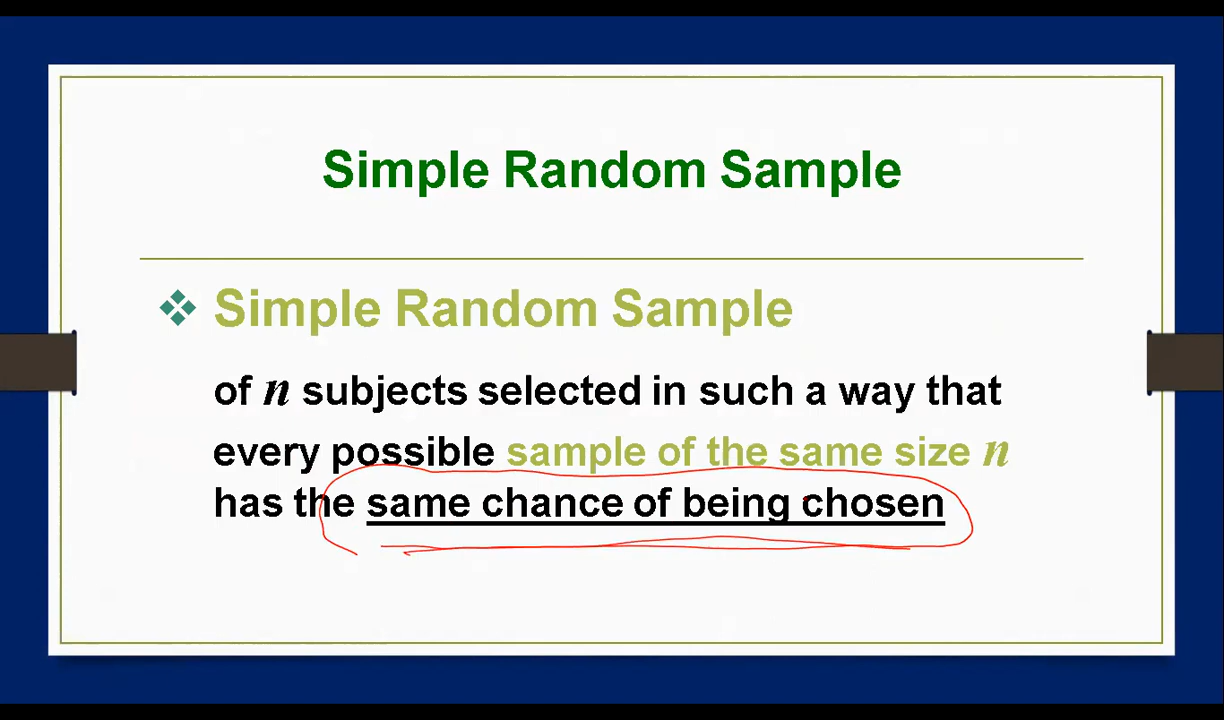 Simple Random Sample
Simple Random Sample
of n subjects selected in such a way that
every possible sample of the same size n
has the same chance of being chosen